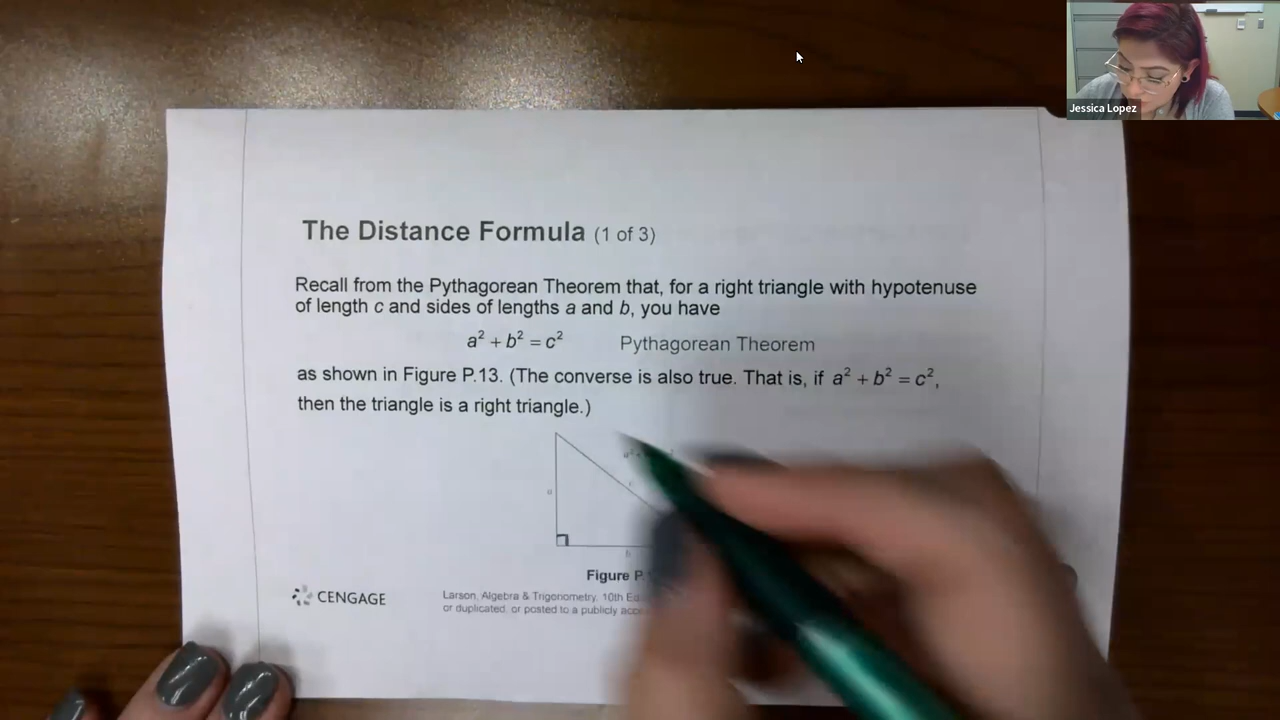 Jessica Lopez
The Distance Formula (1 of 3)
Recall from the Pythagorean Theorem that, for a right triangle with hypotenuse
of length c and sides of lengths a and b, you have
a² + b² = c² Pythagorean Theorem
as shown in Figure P.13. (The converse is also true. That is, if a² + b² = c²,
then the triangle is a right triangle.)
a
c
b
Figure P.
CENGAGE
Larson, Algebra & Trigonometry, 10th
or duplicated, or posted to a publicly